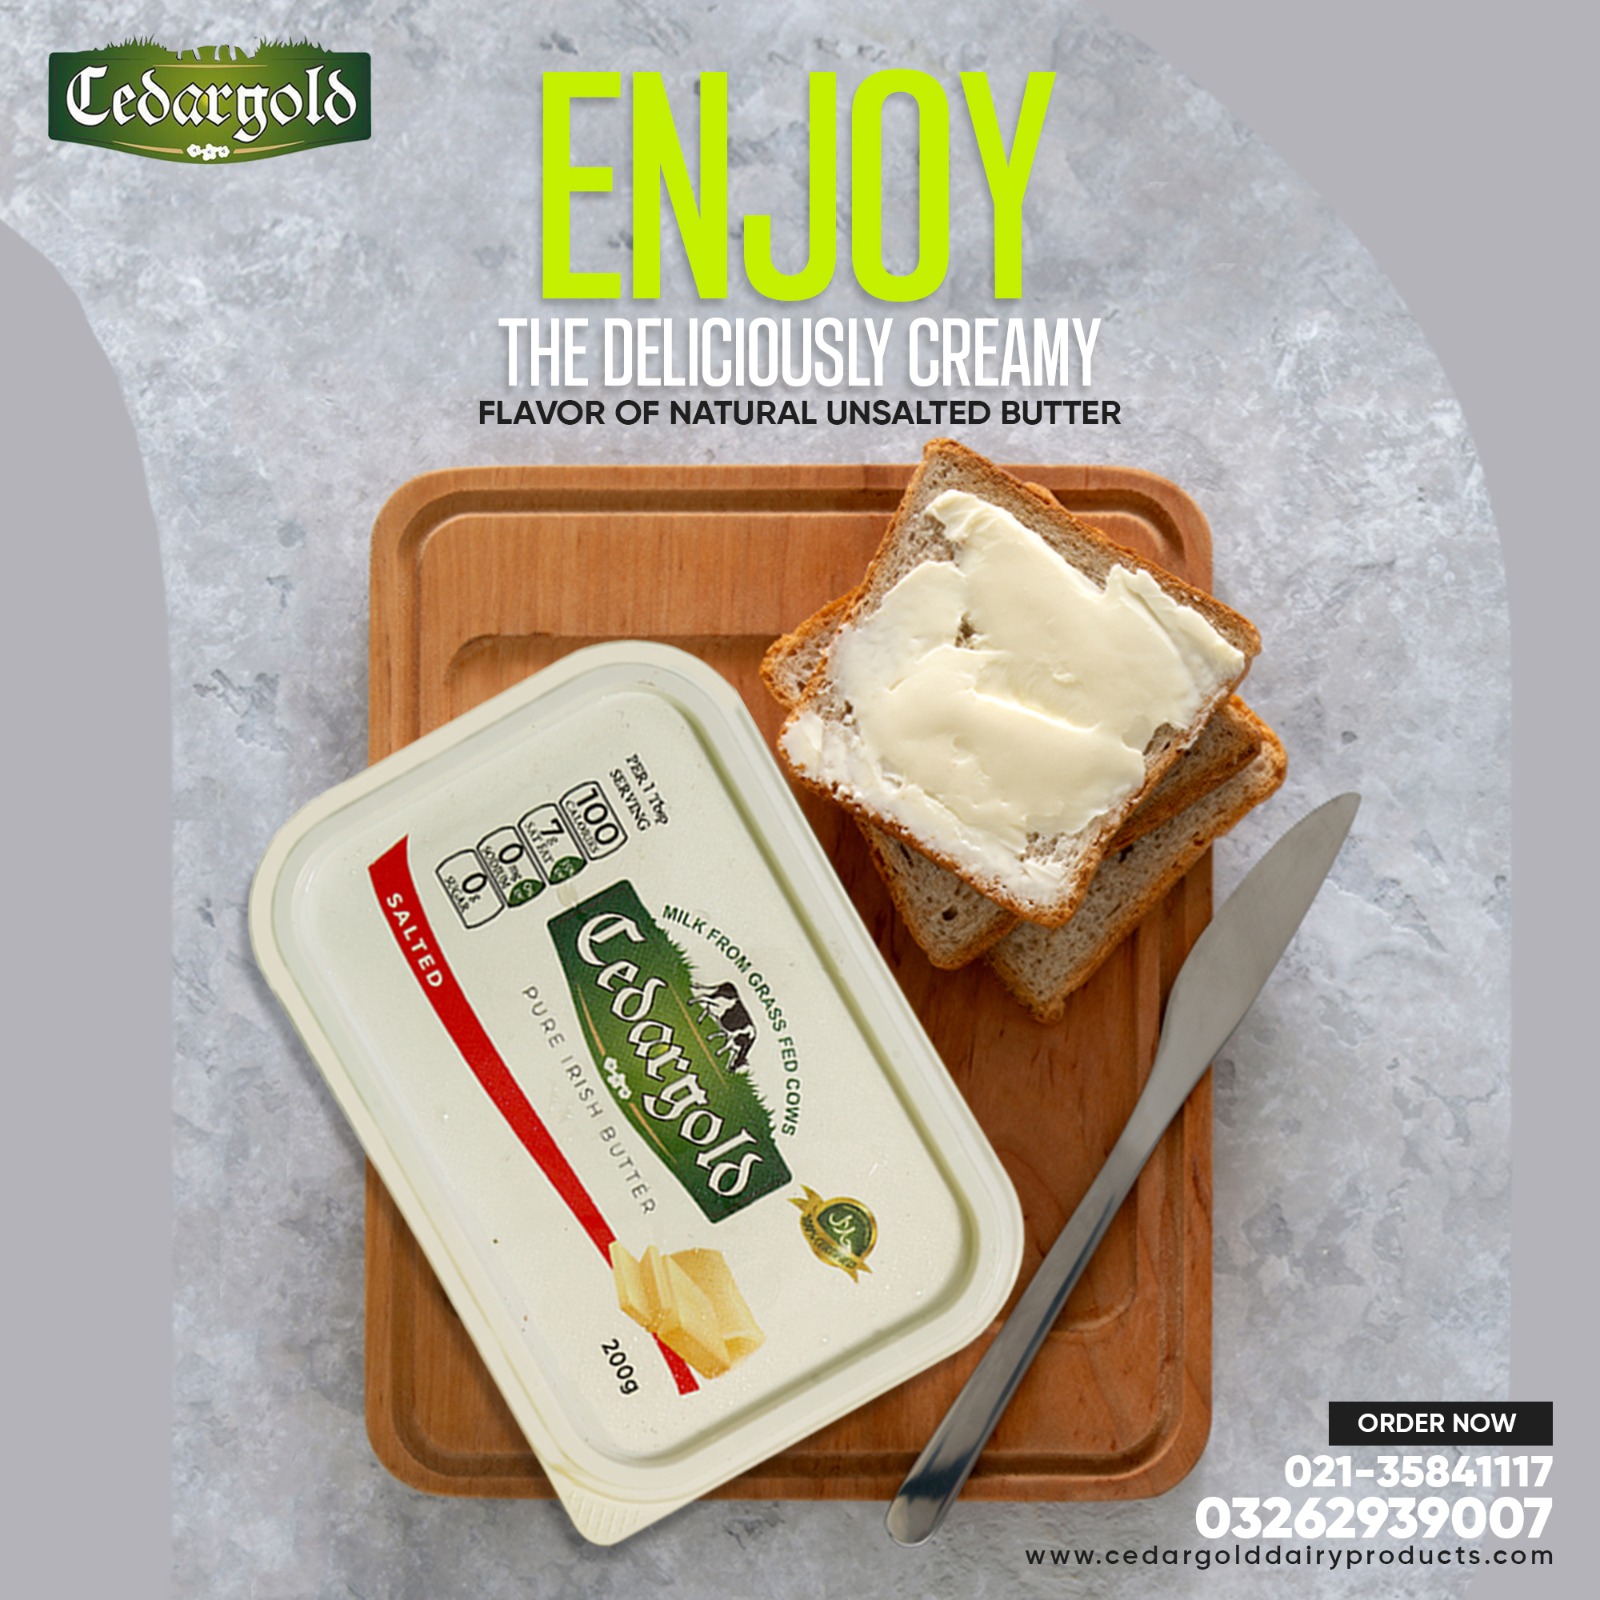 Cedargold
ENJOY
THE DELICIOUSLY CREAMY
FLAVOR OF NATURAL UNSALTED BUTTER
PER 1 Tbsp
SERVING
100
CALORIES
7g
SAT FAT
0mg
SODIUM
0g
SUGAR
MILK FROM GRASS FED COWS
Cedargold
PURE IRISH BUTTER
SALTED
200g
ORDER NOW
021-35841117
03262939007
www.cedargolddairyproducts.com